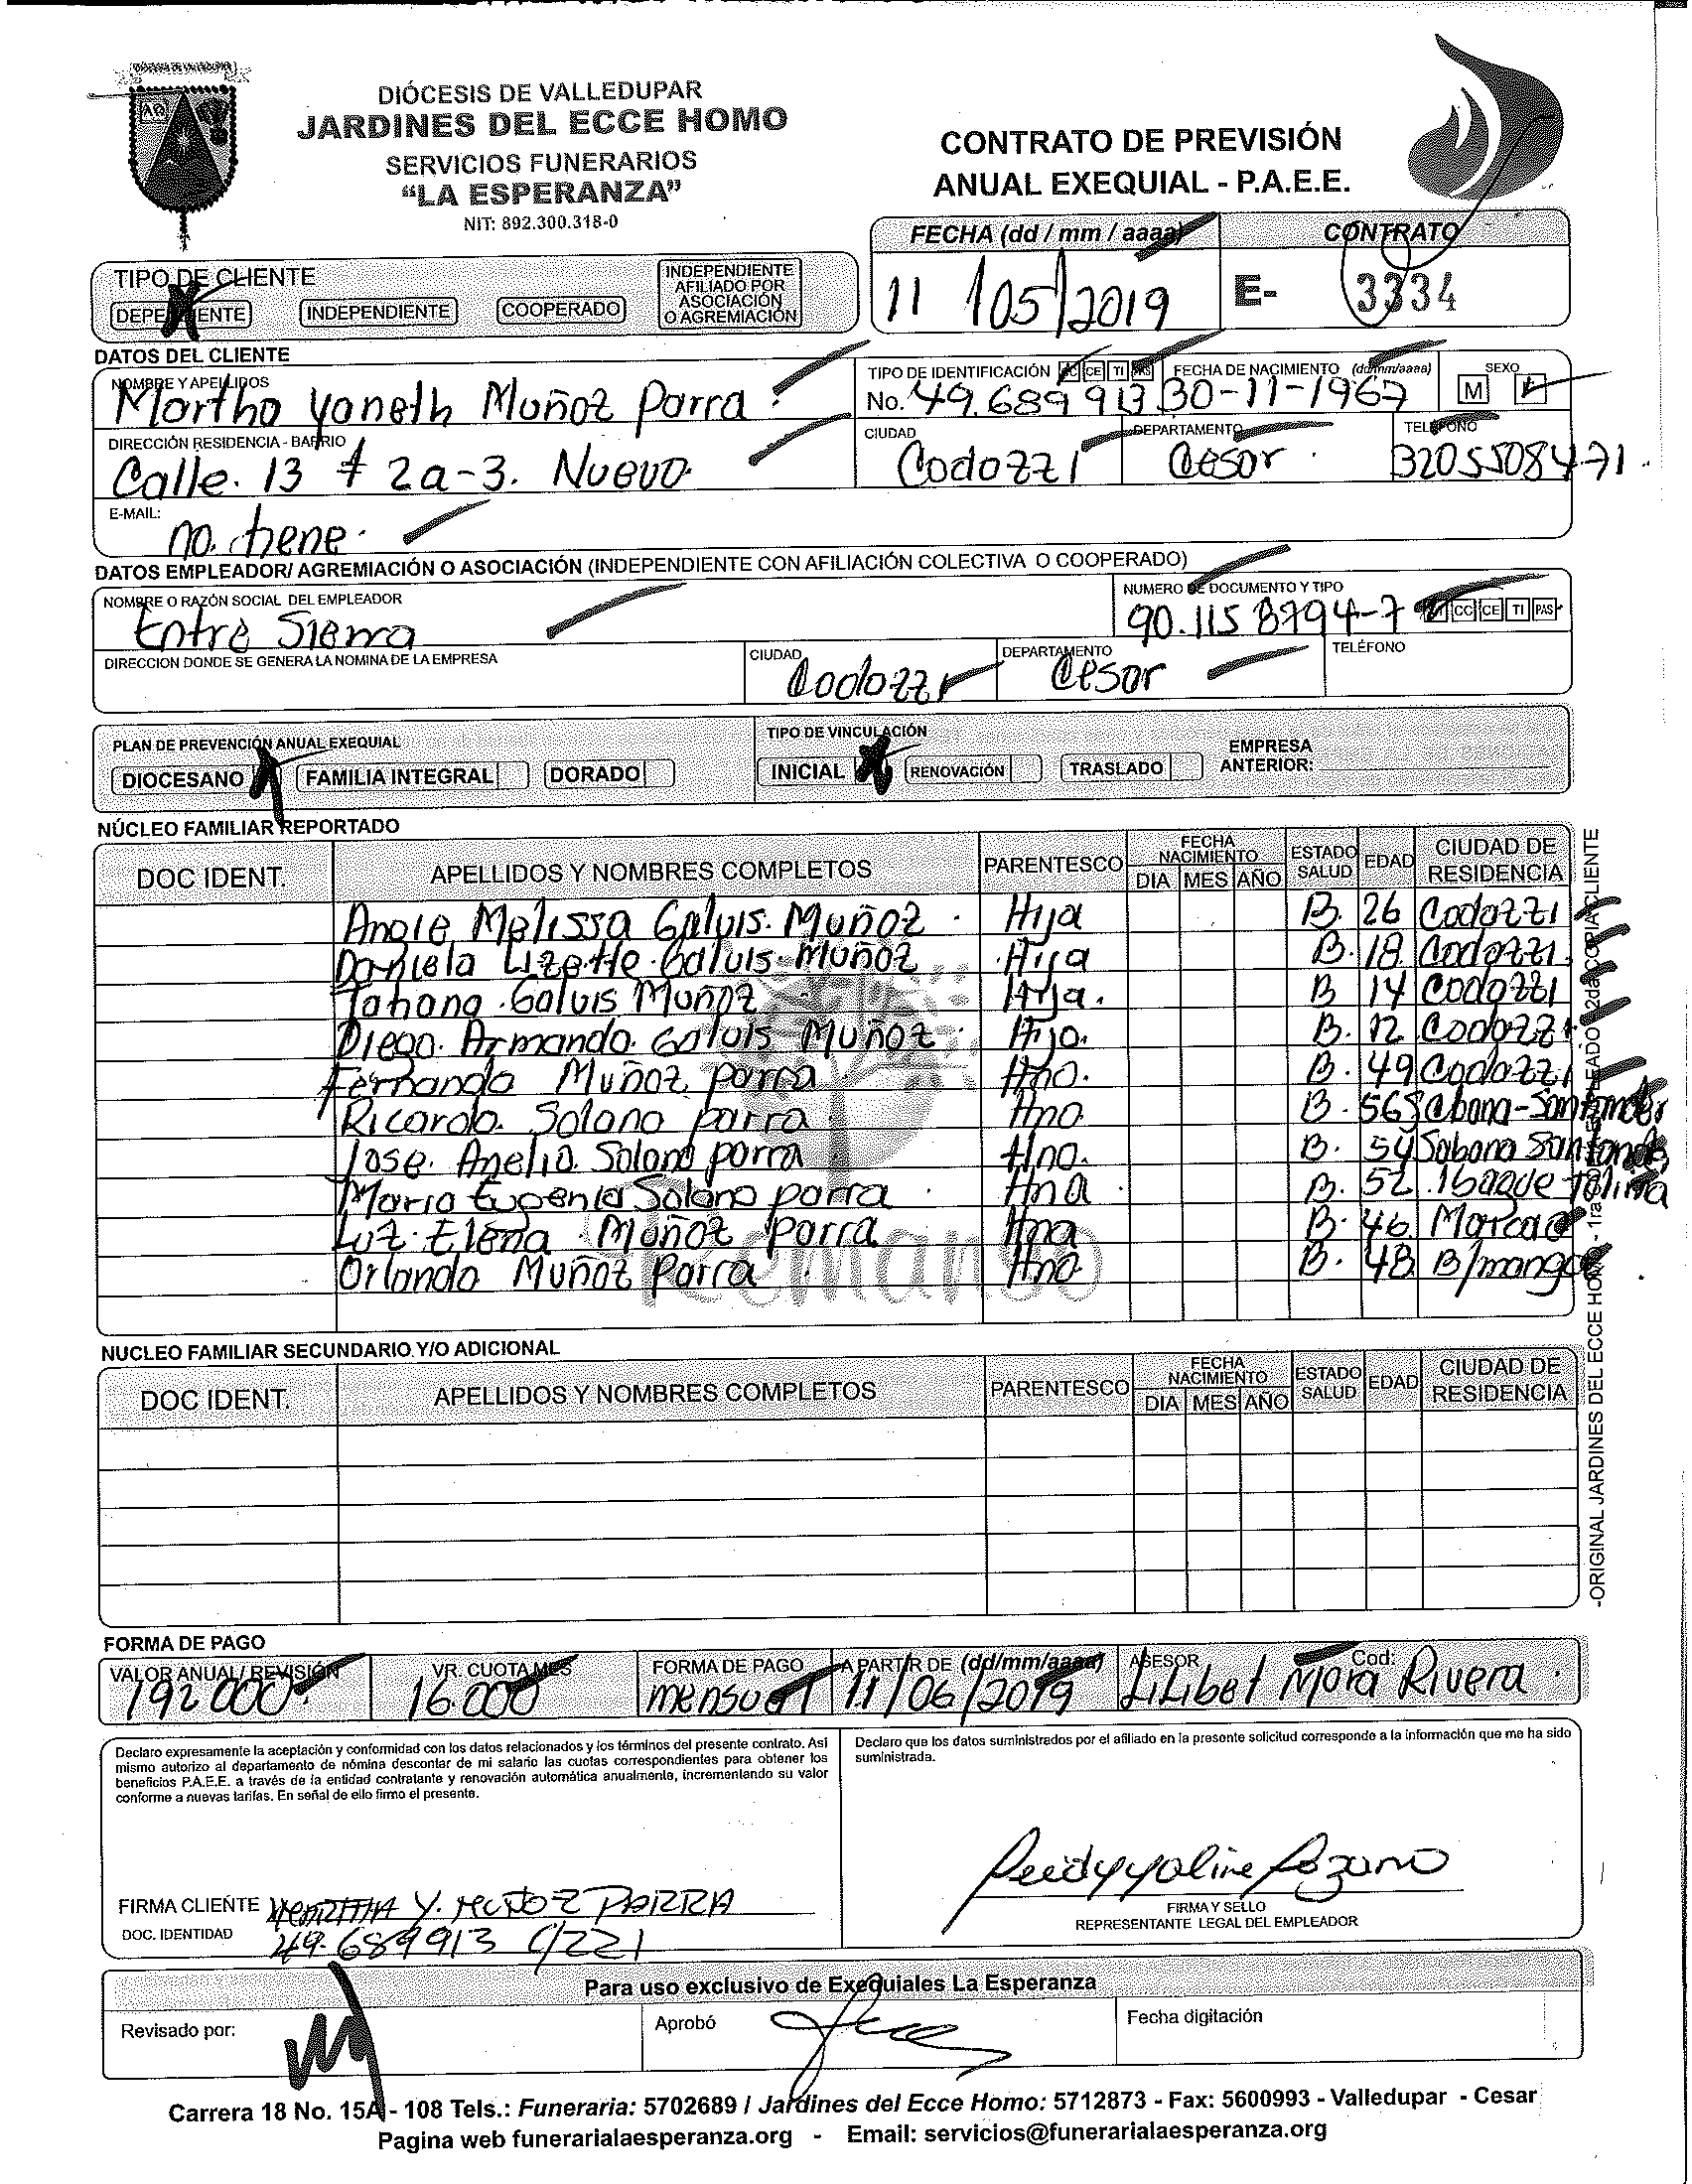 DIÓCESIS DE VALLEDUPAR
JARDINES DEL ECCE HOMO
SERVICIOS FUNERARIOS
"LA ESPERANZA"
NIT: 892.300.318-0
CONTRATO DE PREVISIÓN
ANUAL EXEQUIAL - P.A.E.E.
FECHA (dd / mm / aaaa) CONTRATO
11 / 05 / 2019 E- 3334
TIPO DE CLIENTE
DEPENDIENTE INDEPENDIENTE COOPERADO INDEPENDIENTE AFILIADO POR ASOCIACIÓN O AGREMIACIÓN
DATOS DEL CLIENTE
NOMBRE Y APELLIDOS TIPO DE IDENTIFICACIÓN CC CE TI PAS FECHA DE NACIMIENTO (dd/mm/aaaa) SEXO
Martha Yaneth Muñoz Parra No. 49.689 913 30-11-1967 M F
DIRECCIÓN RESIDENCIA - BARRIO CIUDAD DEPARTAMENTO TELÉFONO
Calle. 13 # 2a-3. Nuevo. Codazzi Cesar. 3205508471.
E-MAIL:
no. tiene.
DATOS EMPLEADOR/ AGREMIACIÓN O ASOCIACIÓN (INDEPENDIENTE CON AFILIACIÓN COLECTIVA O COOPERADO)
NOMBRE O RAZÓN SOCIAL DEL EMPLEADOR NUMERO DE DOCUMENTO Y TIPO
Entre Sierra 90.115 8794-7 CC CE TI PAS
DIRECCION DONDE SE GENERA LA NOMINA DE LA EMPRESA CIUDAD DEPARTAMENTO TELÉFONO
Codazzi Cesar
PLAN DE PREVENCIÓN ANUAL EXEQUIAL TIPO DE VINCULACIÓN
DIOCESANO FAMILIA INTEGRAL DORADO INICIAL RENOVACIÓN TRASLADO EMPRESA ANTERIOR:
NÚCLEO FAMILIAR REPORTADO
DOC IDENT. APELLIDOS Y NOMBRES COMPLETOS PARENTESCO FECHA NACIMIENTO DIA MES AÑO ESTADO SALUD EDAD CIUDAD DE RESIDENCIA
Angie Melissa Galvis. Muñoz. Hija B. 26 Codazzi
Daniela Lizette. Galvis Muñoz Hija B. 18 Codazzi
Tatiana. Galvis Muñoz Hija. B 14 Codazzi
Diego. Armando. Galvis Muñoz. Hijo. B. 12 Codazzi
Fernando Muñoz Parra Hno. B. 49 Codazzi
Ricardo. Solano parra Hno B. 56 Sabana-Santander
Jose. Anelio. Solano parra Hno. B. 54 Sabana Santander
Maria Eugenia Solano parra. Hna. B. 52. Ibague Tolima
Luz. Elena Muñoz parra Hna B. 46.
Orlando Muñoz Parra Hno B. 48. B/manga
Remanso
NUCLEO FAMILIAR SECUNDARIO Y/O ADICIONAL
DOC IDENT. APELLIDOS Y NOMBRES COMPLETOS PARENTESCO FECHA NACIMIENTO DIA MES AÑO ESTADO SALUD EDAD CIUDAD DE RESIDENCIA
-ORIGINAL JARDINES DEL ECCE HOMO - 1ra EMPLEADO 2da COPIA CLIENTE
FORMA DE PAGO
VALOR ANUAL/ REVISIÓN VR. CUOTA MES FORMA DE PAGO A PARTIR DE (dd/mm/aaaa) ASESOR Cod:
192 000 16.000 mensual 11/06/2019 Lilibet Mora Rivera.
Declaro expresamente la aceptación y conformidad con los datos relacionados y los términos del presente contrato. Así
mismo autorizo al departamento de nómina descontar de mi salario las cuotas correspondientes para obtener los
beneficios P.A.E.E. a través de la entidad contratante y renovación automática anualmente, incrementando su valor
conforme a nuevas tarifas. En señal de ello firmo el presente.
Declaro que los datos suministrados por el afiliado en la presente solicitud corresponde a la información que me ha sido
suministrada.
FIRMA CLIENTE MARTHA Y. MUÑOZ PARRA
DOC. IDENTIDAD 49.689913 C/ZZI
FIRMA Y SELLO
REPRESENTANTE LEGAL DEL EMPLEADOR
Para uso exclusivo de Exequiales La Esperanza
Revisado por: Aprobó Fecha digitación
Carrera 18 No. 15A - 108 Tels.: Funeraria: 5702689 / Jardines del Ecce Homo: 5712873 - Fax: 5600993 - Valledupar - Cesar
Pagina web funerarialaesperanza.org - Email: servicios@funerarialaesperanza.org